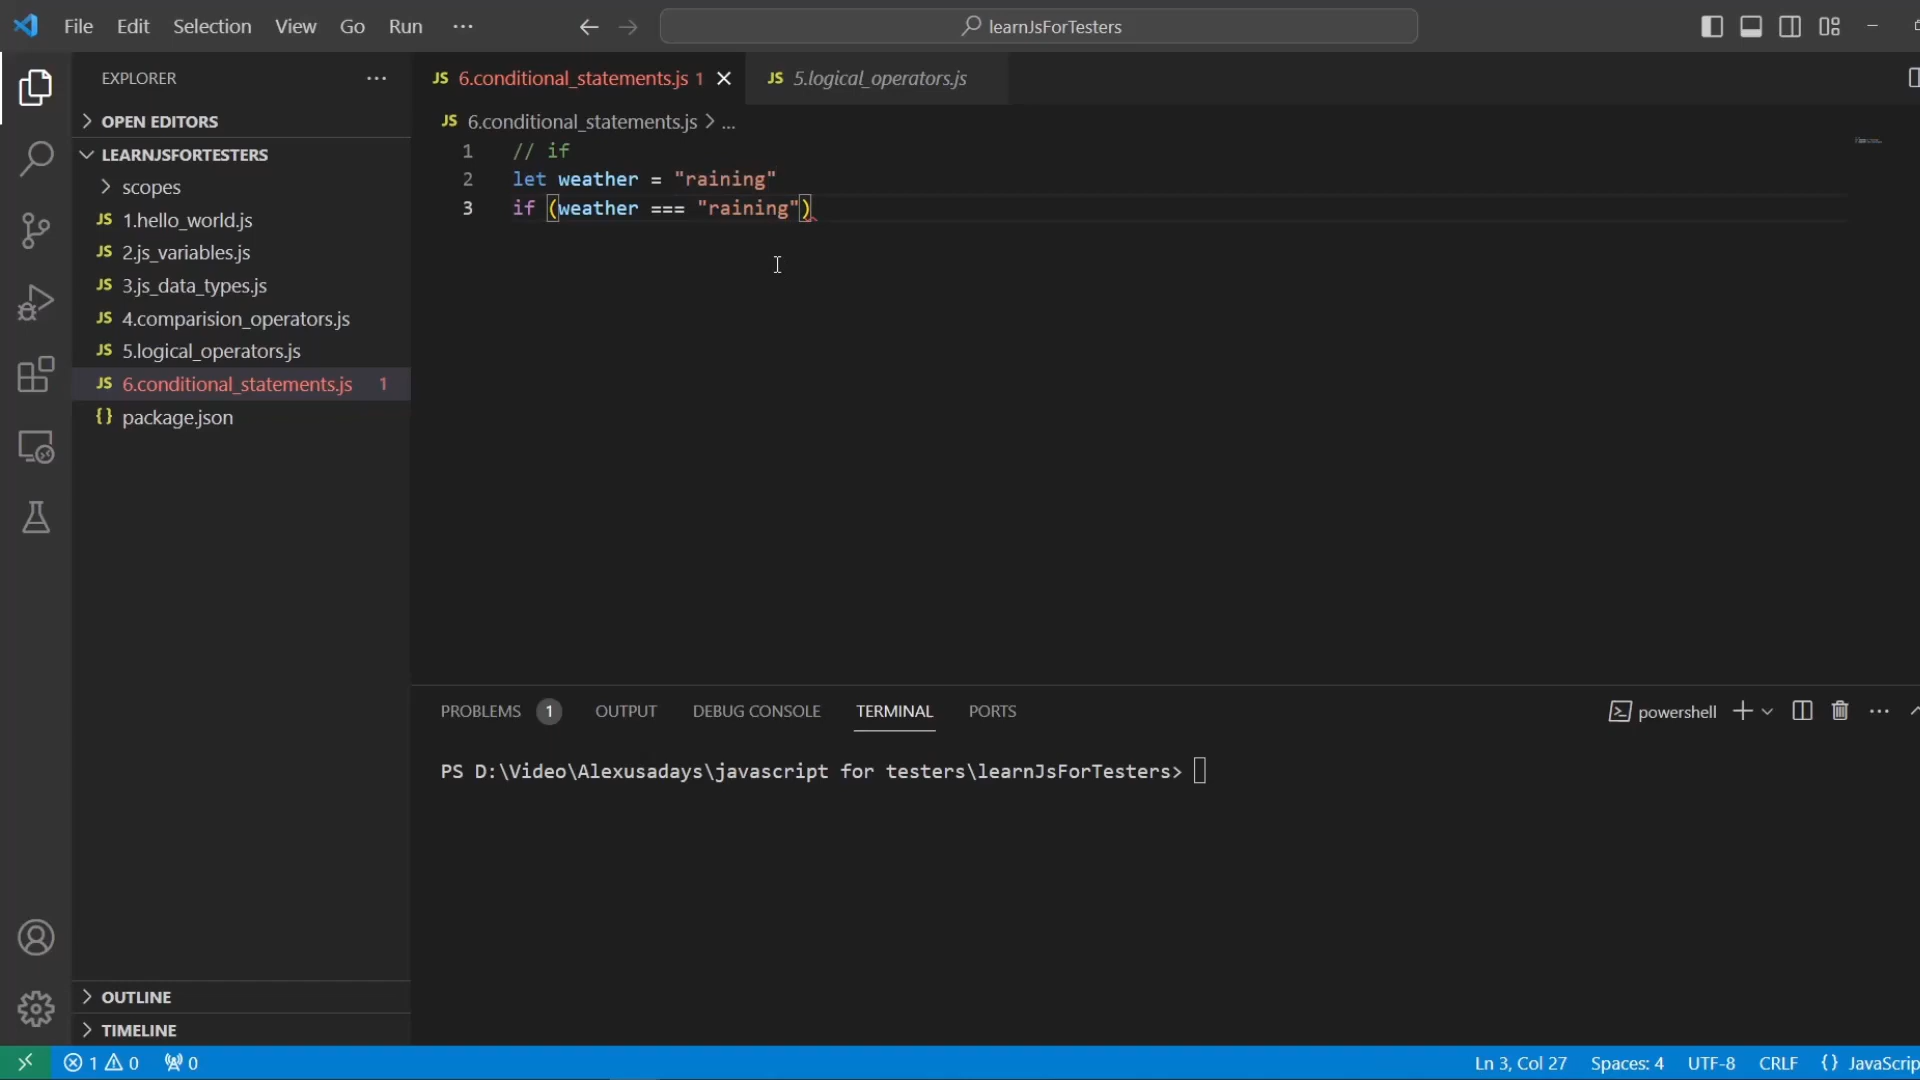 File Edit Selection View Go Run ···
learnJsForTesters
EXPLORER ···
OPEN EDITORS
LEARNJSFORTESTERS
scopes
JS 1.hello_world.js
JS 2.js_variables.js
JS 3.js_data_types.js
JS 4.comparision_operators.js
JS 5.logical_operators.js
JS 6.conditional_statements.js 1
{} package.json
OUTLINE
TIMELINE
JS 6.conditional_statements.js 1
JS 5.logical_operators.js
JS 6.conditional_statements.js > ...
1 // if
2 let weather = "raining"
3 if (weather === "raining")
PROBLEMS 1 OUTPUT DEBUG CONSOLE TERMINAL PORTS
powershell
PS D:\Video\Alexusadays\javascript for testers\learnJsForTesters>
1 0 0
Ln 3, Col 27 Spaces: 4 UTF-8 CRLF {} JavaScrip